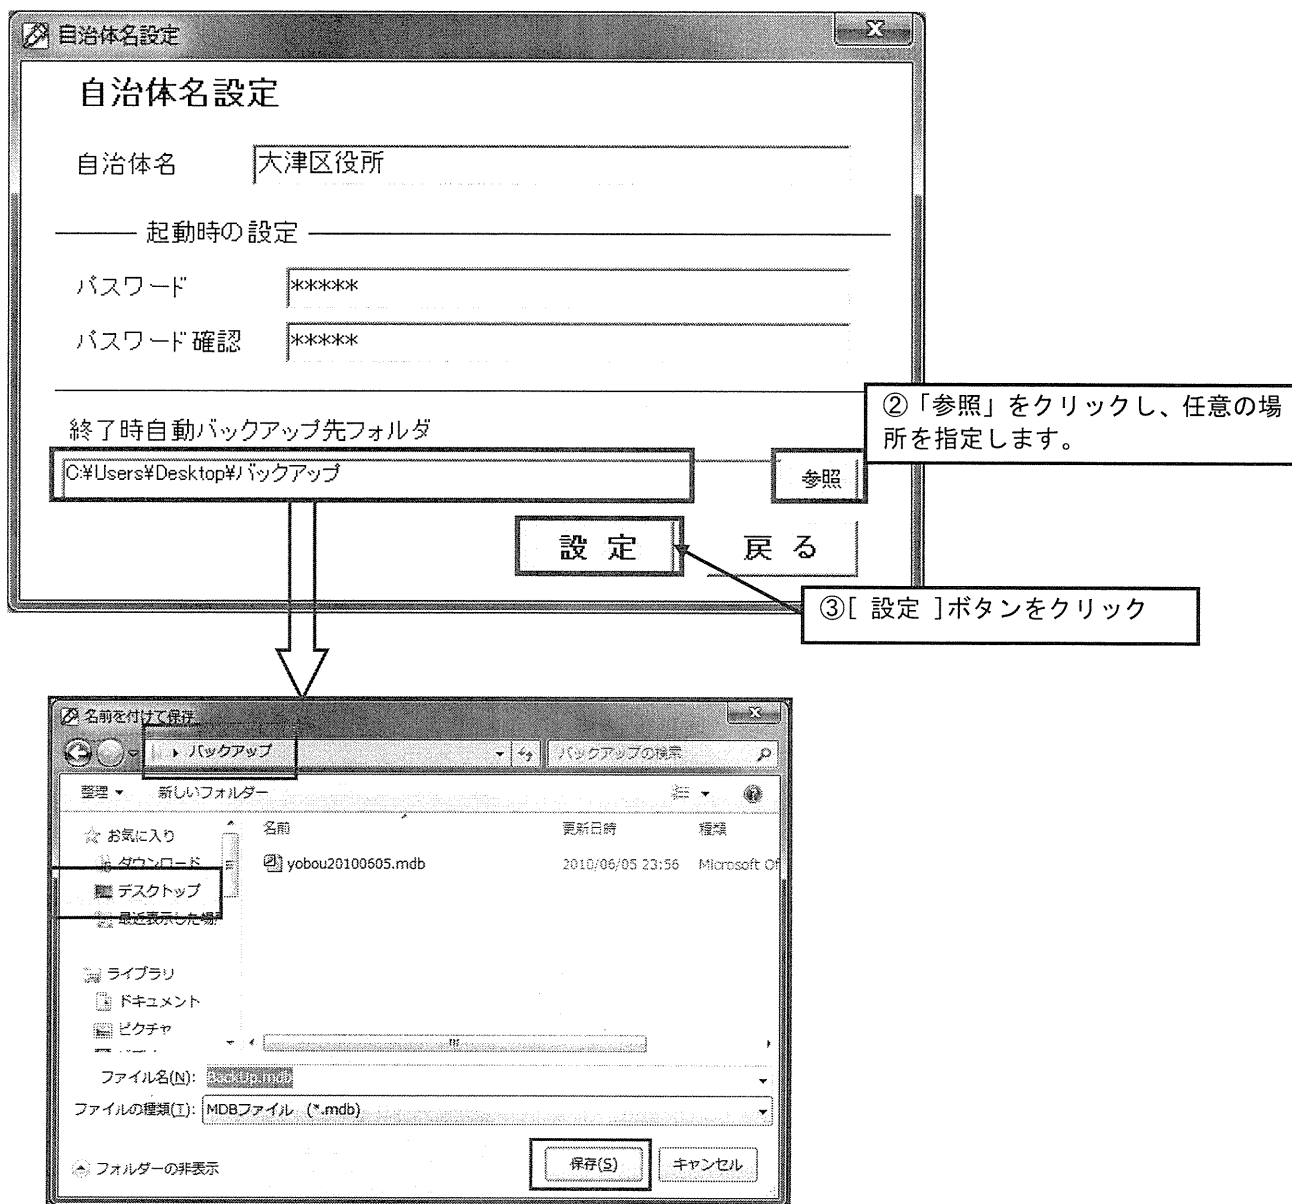 自治体名設定
自治体名設定
自治体名 大津区役所
起動時の設定
パスワード *****
パスワード確認 *****
②「参照」をクリックし、任意の場
所を指定します。
終了時自動バックアップ先フォルダ
C:¥Users¥Desktop¥バックアップ 参照
設 定 戻 る
③[ 設定 ]ボタンをクリック
名前を付けて保存
バックアップ バックアップの検索
整理 新しいフォルダー
お気に入り 名前 更新日時 種類
ダウンロード yobou20100605.mdb 2010/06/05 23:56 Microsoft Of
デスクトップ
最近表示した場所
ライブラリ
ドキュメント
ピクチャ
ファイル名(N): BackUp.mdb
ファイルの種類(T): MDBファイル (*.mdb)
フォルダーの非表示 保存(S) キャンセル